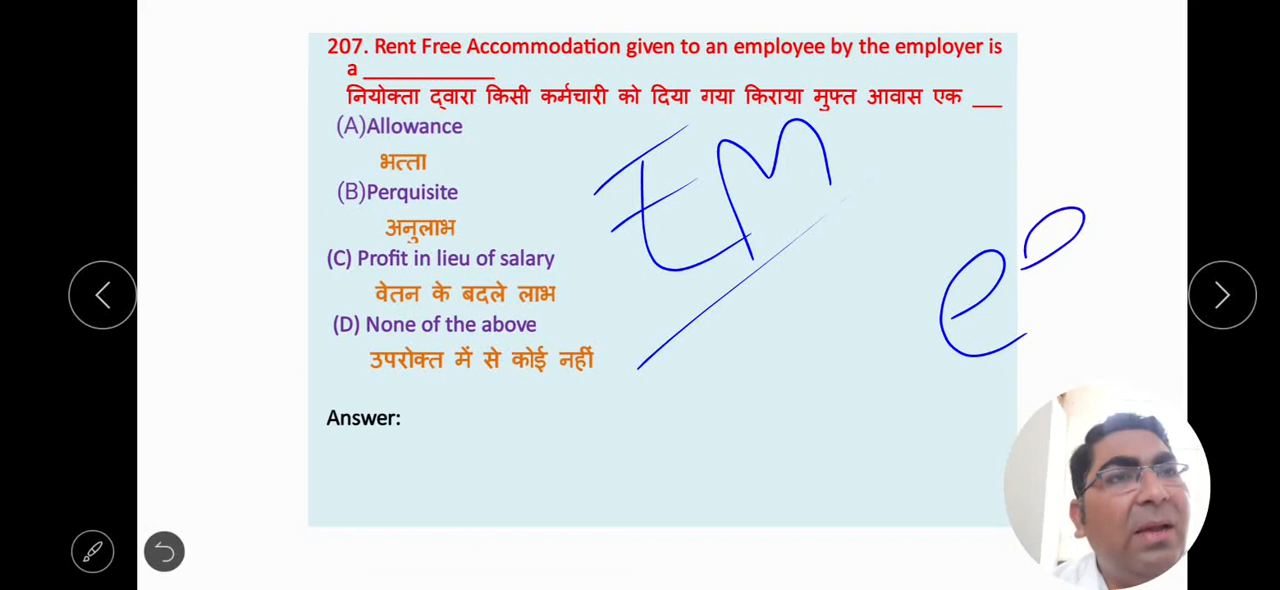 207. Rent Free Accommodation given to an employee by the employer is
a ___________
नियोक्ता द्वारा किसी कर्मचारी को दिया गया किराया मुफ्त आवास एक ___
(A)Allowance
भत्ता
(B)Perquisite
अनुलाभ
(C) Profit in lieu of salary
वेतन के बदले लाभ
(D) None of the above
उपरोक्त में से कोई नहीं
Answer: